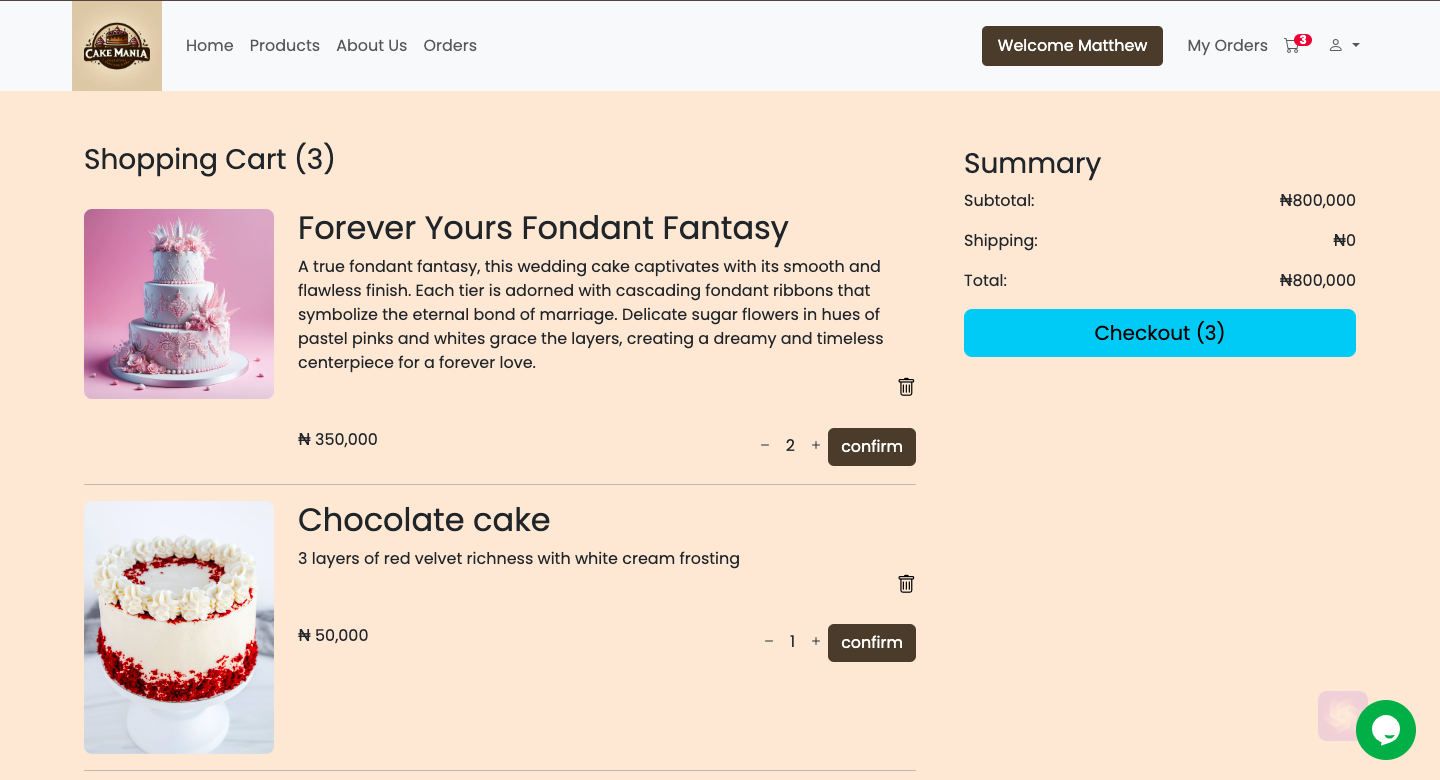 CAKE MANIA
Home
Products
About Us
Orders
Welcome Matthew
My Orders
3
Shopping Cart (3)
Forever Yours Fondant Fantasy
A true fondant fantasy, this wedding cake captivates with its smooth and
flawless finish. Each tier is adorned with cascading fondant ribbons that
symbolize the eternal bond of marriage. Delicate sugar flowers in hues of
pastel pinks and whites grace the layers, creating a dreamy and timeless
centerpiece for a forever love.
₦ 350,000
− 2 + confirm
Chocolate cake
3 layers of red velvet richness with white cream frosting
₦ 50,000
− 1 + confirm
Summary
Subtotal: ₦800,000
Shipping: ₦0
Total: ₦800,000
Checkout (3)